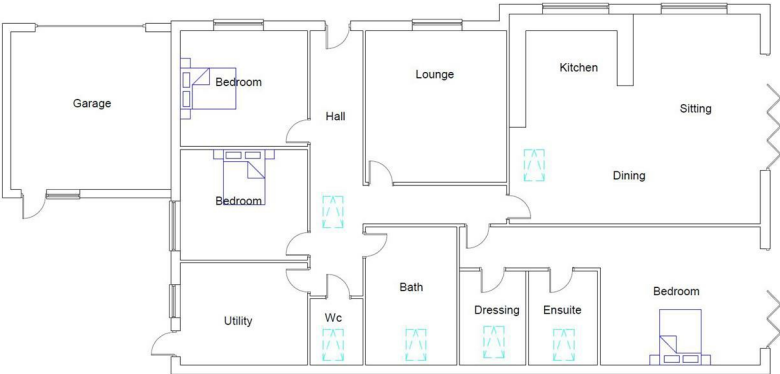 Kitchen
Bedroom
Lounge
Garage
Sitting
Hall
Dining
Bedroom
Bath
Bedroom
Utility
Wc
Dressing
Ensuite